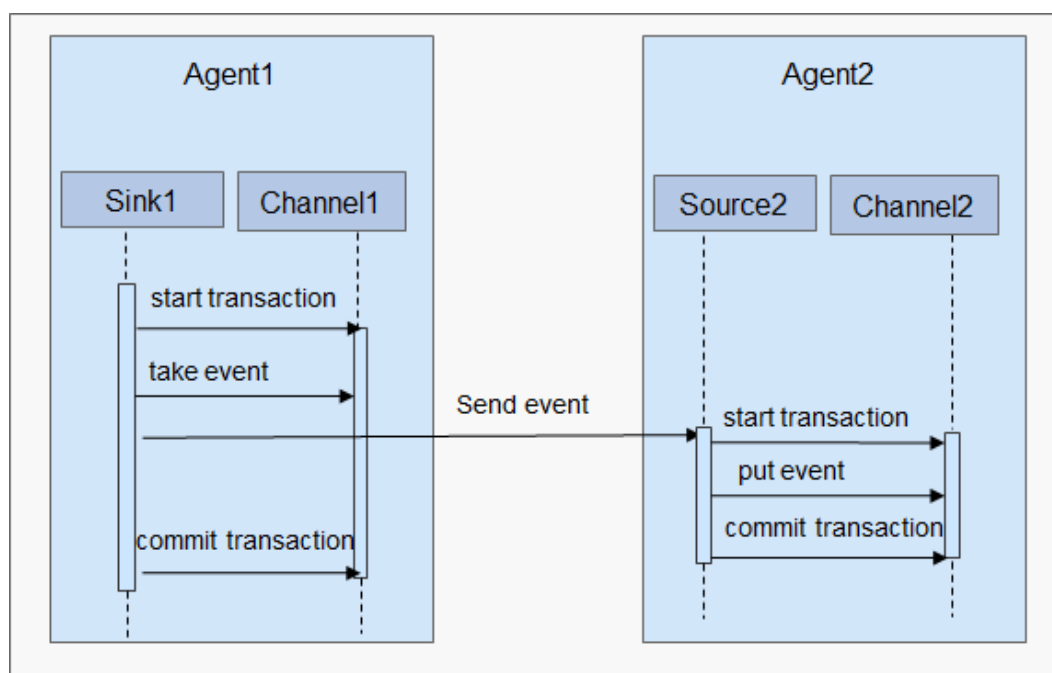 Agent1
Agent2
Sink1
Channel1
Source2
Channel2
start transaction
take event
Send event
start transaction
put event
commit transaction
commit transaction